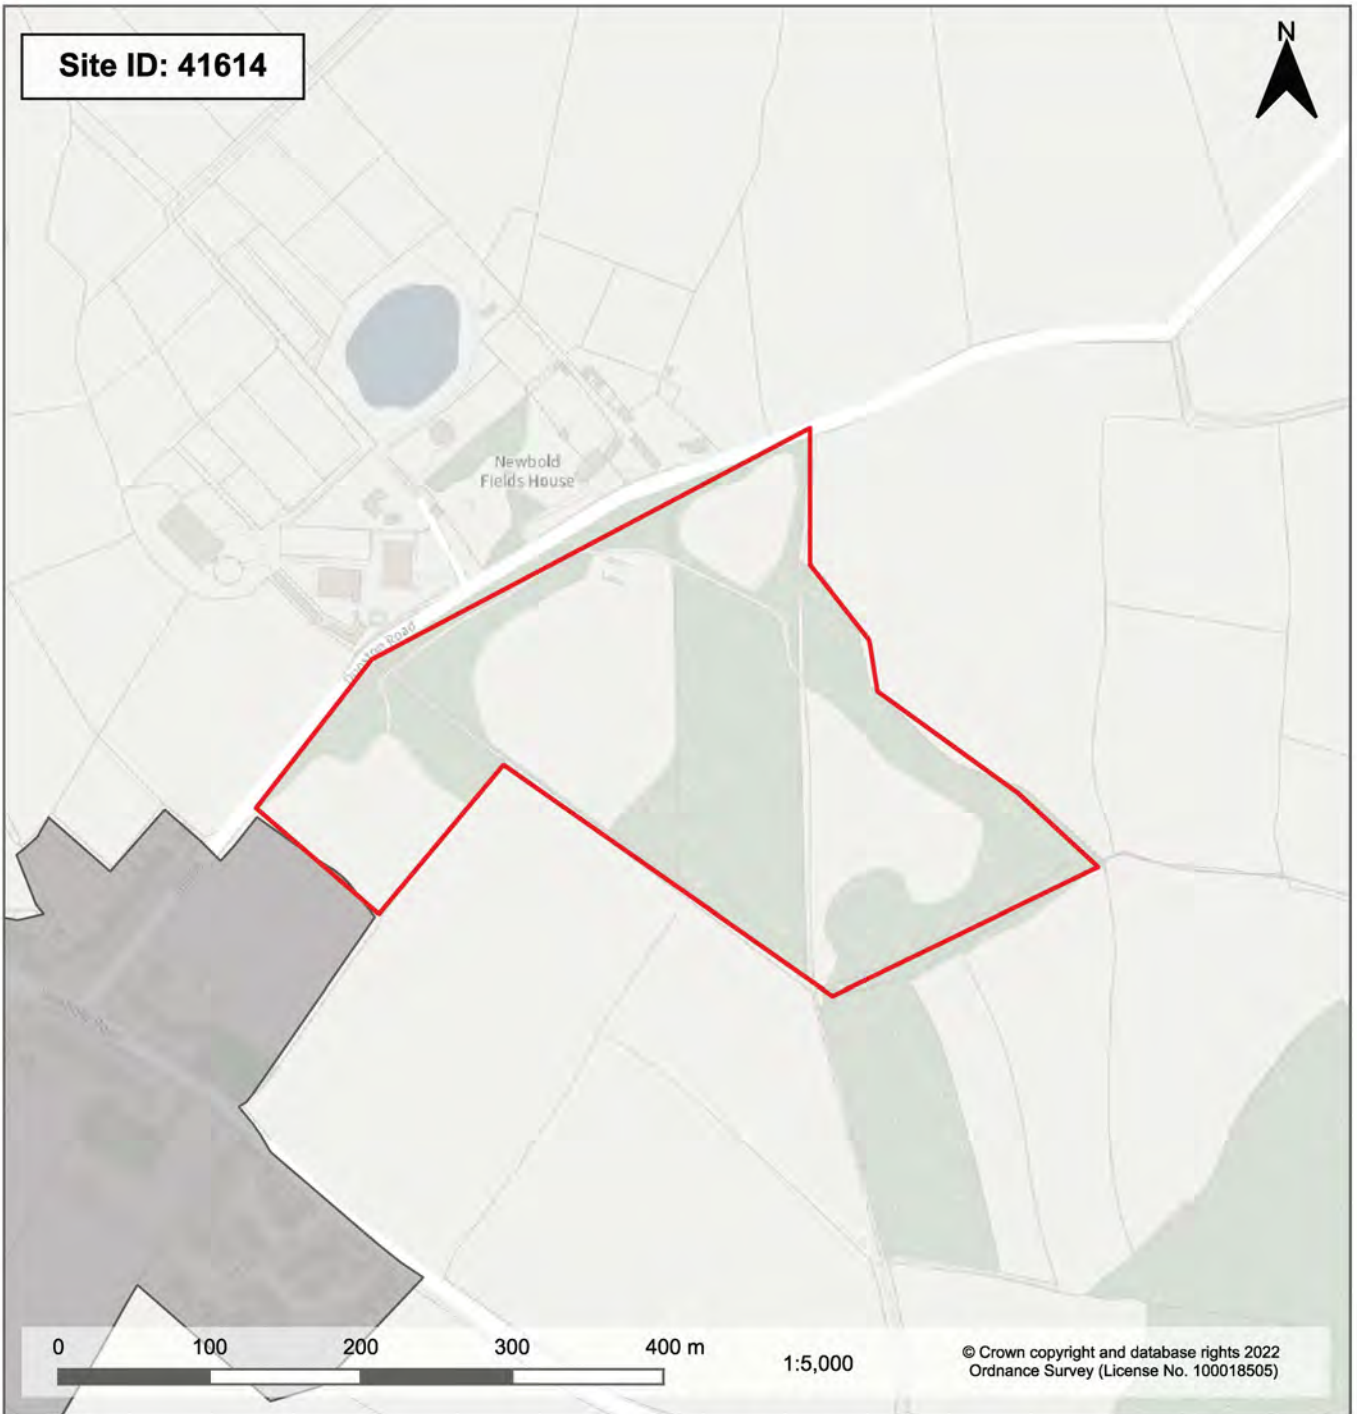 Site ID: 41614
N
Newbold
Fields House
Road
0 100 200 300 400 m
1:5,000
© Crown copyright and database rights 2022
Ordnance Survey (License No. 100018505)